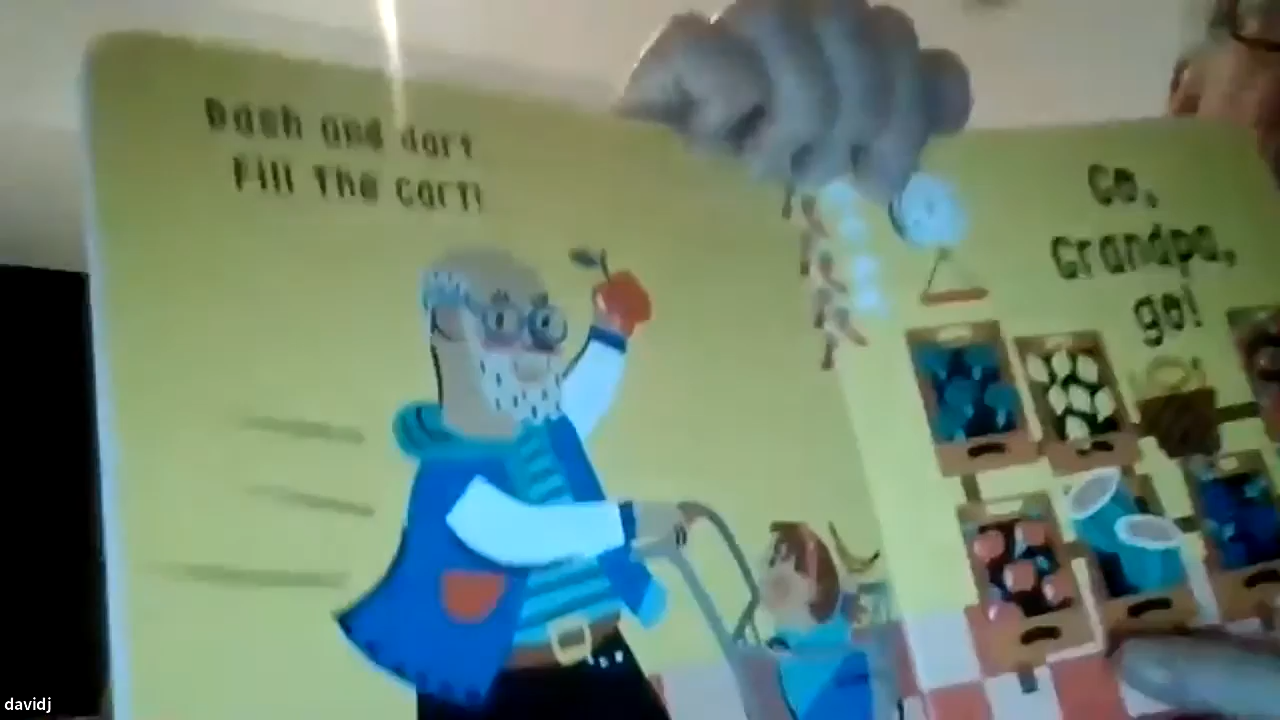 Dash and dart
Fill the cart!
Go,
Grandpa,
go!
davidj